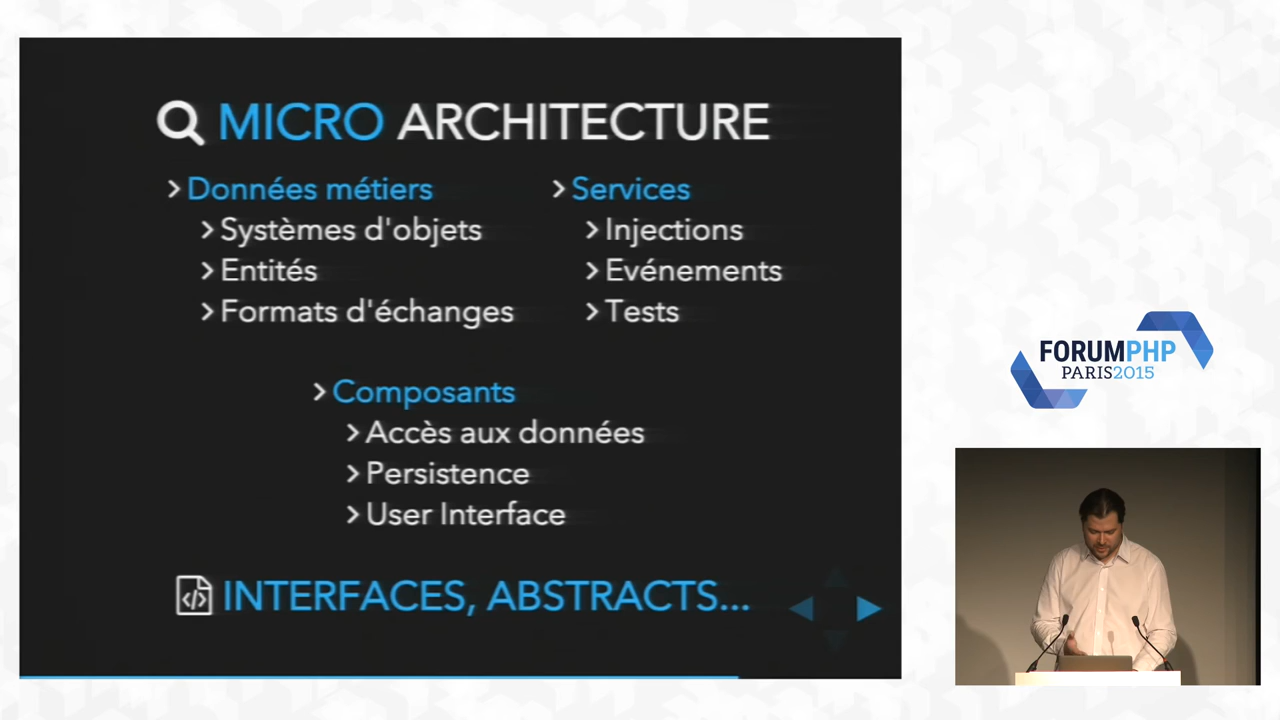 MICRO ARCHITECTURE
> Données métiers
> Systèmes d'objets
> Entités
> Formats d'échanges
> Services
> Injections
> Evénements
> Tests
> Composants
> Accès aux données
> Persistence
> User Interface
</> INTERFACES, ABSTRACTS...
FORUMPHP
PARIS2015